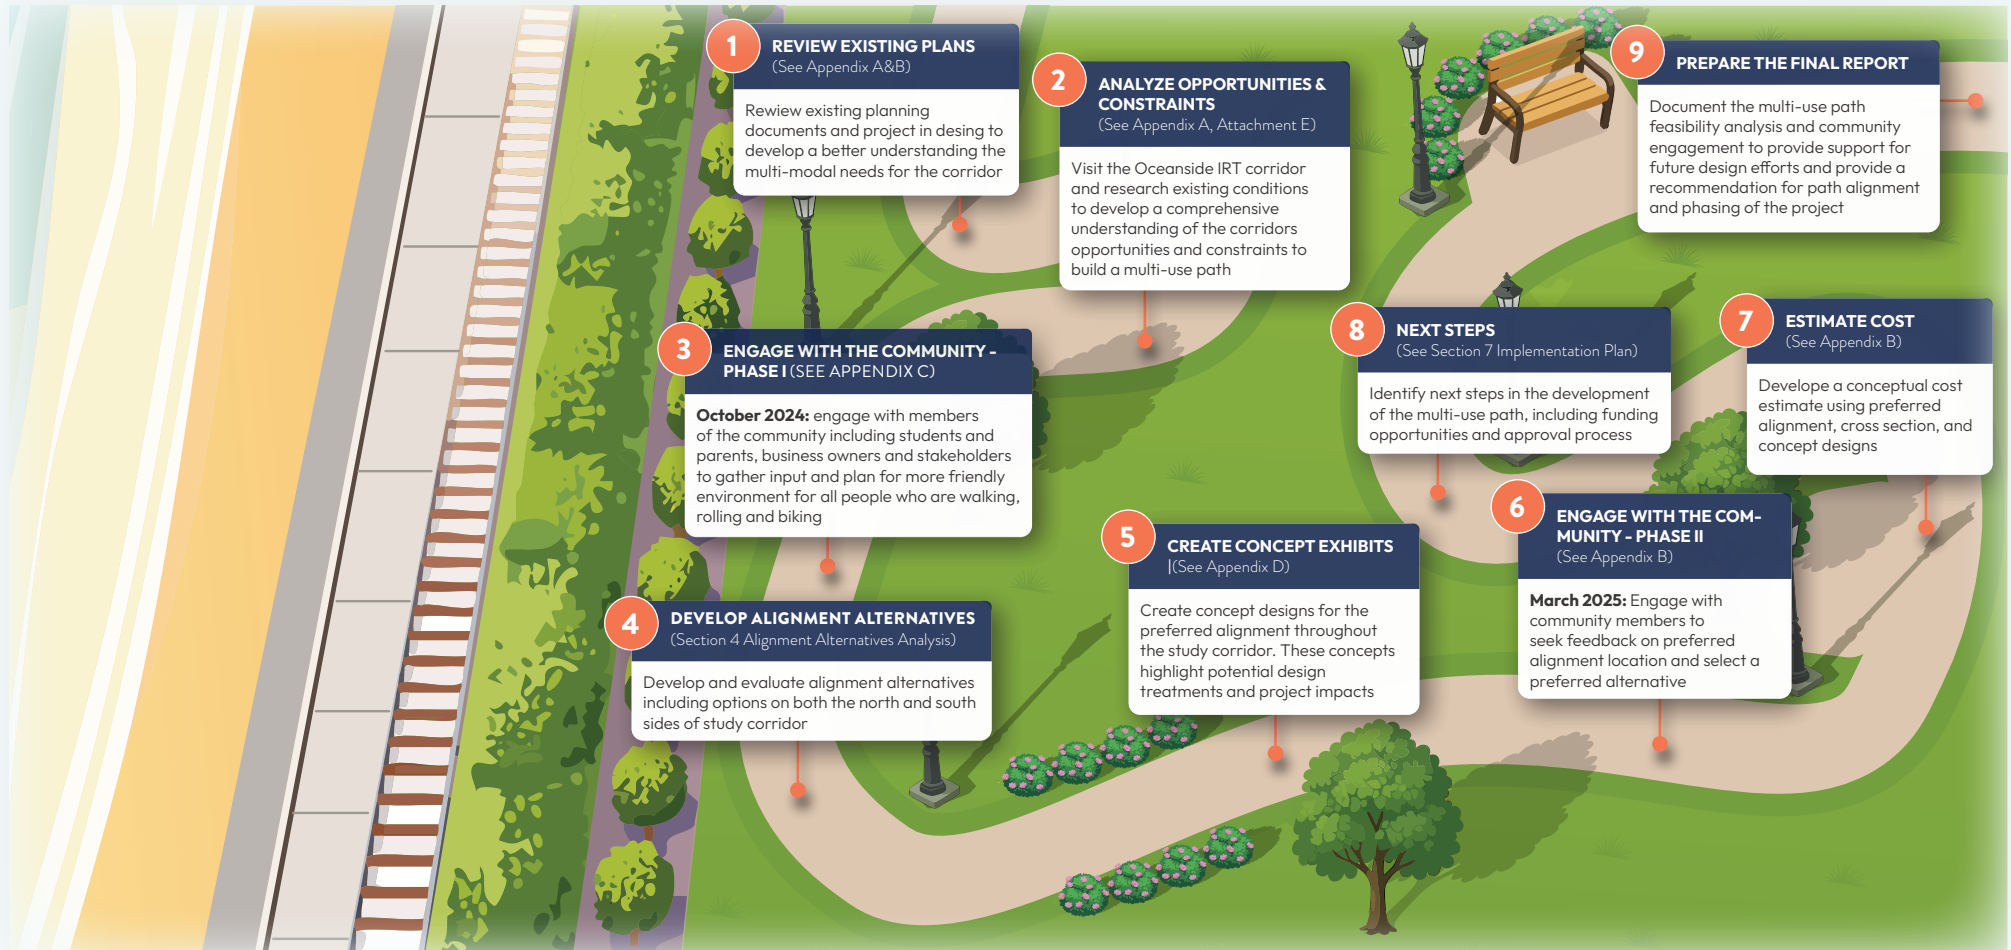 1
REVIEW EXISTING PLANS
(See Appendix A&B)
Rewiew existing planning
documents and project in desing to
develop a better understanding the
multi-modal needs for the corridor
2
ANALYZE OPPORTUNITIES &
CONSTRAINTS
(See Appendix A, Attachment E)
Visit the Oceanside IRT corridor
and research existing conditions
to develop a comprehensive
understanding of the corridors
opportunities and constraints to
build a multi-use path
3
ENGAGE WITH THE COMMUNITY -
PHASE I (SEE APPENDIX C)
October 2024: engage with members
of the community including students and
parents, business owners and stakeholders
to gather input and plan for more friendly
environment for all people who are walking,
rolling and biking
4
DEVELOP ALIGNMENT ALTERNATIVES
(Section 4 Alignment Alternatives Analysis)
Develop and evaluate alignment alternatives
including options on both the north and south
sides of study corridor
5
CREATE CONCEPT EXHIBITS
|(See Appendix D)
Create concept designs for the
preferred alignment throughout
the study corridor. These concepts
highlight potential design
treatments and project impacts
6
ENGAGE WITH THE COM-
MUNITY - PHASE II
(See Appendix B)
March 2025: Engage with
community members to
seek feedback on preferred
alignment location and select a
preferred alternative
7
ESTIMATE COST
(See Appendix B)
Develope a conceptual cost
estimate using preferred
alignment, cross section, and
concept designs
8
NEXT STEPS
(See Section 7 Implementation Plan)
Identify next steps in the development
of the multi-use path, including funding
opportunities and approval process
9
PREPARE THE FINAL REPORT
Document the multi-use path
feasibility analysis and community
engagement to provide support for
future design efforts and provide a
recommendation for path alignment
and phasing of the project